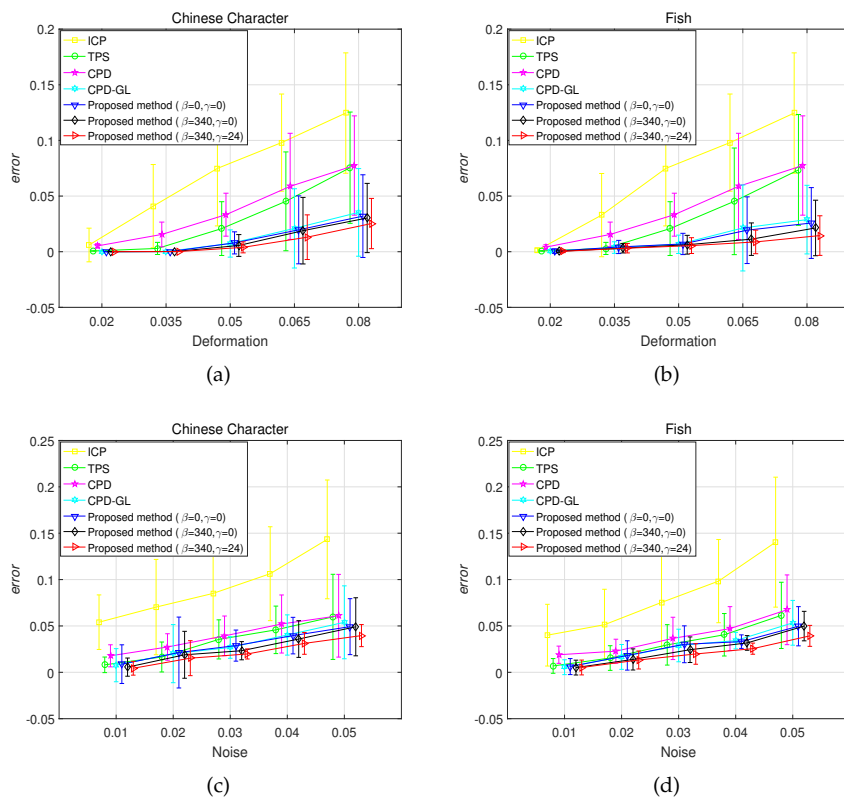 Chinese Character
0.2
0.15
0.1
0.05
0
-0.05
error
ICP
TPS
CPD
CPD-GL
Proposed method ( β=0,γ=0)
Proposed method ( β=340,γ=0)
Proposed method ( β=340,γ=24)
0.02 0.035 0.05 0.065 0.08
Deformation
(a)
Fish
0.2
0.15
0.1
0.05
0
-0.05
error
ICP
TPS
CPD
CPD-GL
Proposed method ( β=0,γ=0)
Proposed method ( β=340,γ=0)
Proposed method ( β=340,γ=24)
0.02 0.035 0.05 0.065 0.08
Deformation
(b)
Chinese Character
0.25
0.2
0.15
0.1
0.05
0
-0.05
error
ICP
TPS
CPD
CPD-GL
Proposed method ( β=0,γ=0)
Proposed method ( β=340,γ=0)
Proposed method ( β=340,γ=24)
0.01 0.02 0.03 0.04 0.05
Noise
(c)
Fish
0.25
0.2
0.15
0.1
0.05
0
-0.05
error
ICP
TPS
CPD
CPD-GL
Proposed method ( β=0,γ=0)
Proposed method ( β=340,γ=0)
Proposed method ( β=340,γ=24)
0.01 0.02 0.03 0.04 0.05
Noise
(d)